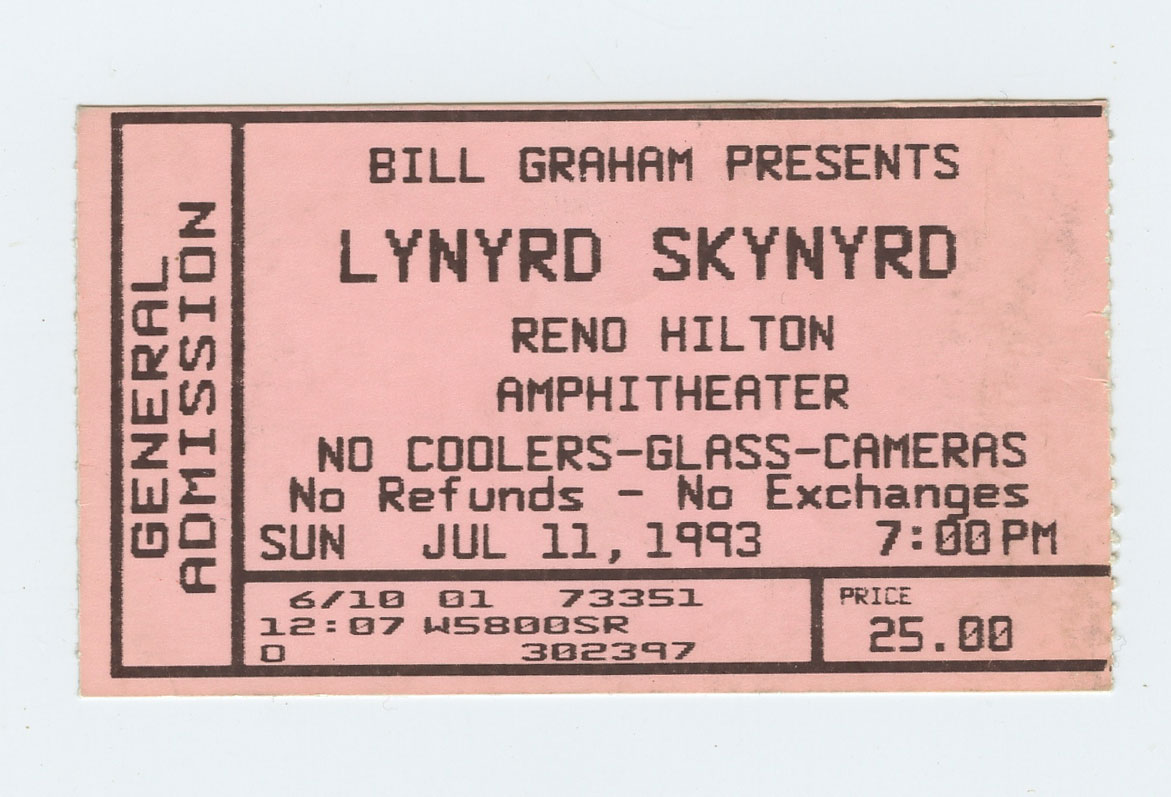 GENERAL
ADMISSION
BILL GRAHAM PRESENTS
LYNYRD SKYNYRD
RENO HILTON
AMPHITHEATER
NO COOLERS-GLASS-CAMERAS
No Refunds - No Exchanges
SUN JUL 11, 1993 7:00PM
6/10 01 73351
12:07 W5800SR
0 302397
PRICE
25.00